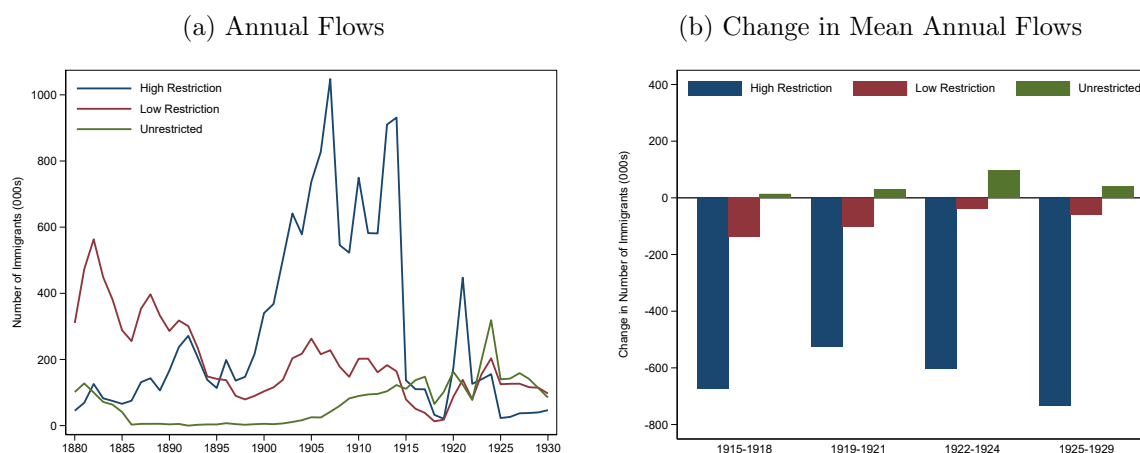 (a) Annual Flows
High Restriction
Low Restriction
Unrestricted
Number of Immigrants (000s)
1000
800
600
400
200
0
1880 1885 1890 1895 1900 1905 1910 1915 1920 1925 1930
(b) Change in Mean Annual Flows
High Restriction Low Restriction Unrestricted
Change in Number of Immigrants (000s)
400
200
0
-200
-400
-600
-800
1915-1918 1919-1921 1922-1924 1925-1929